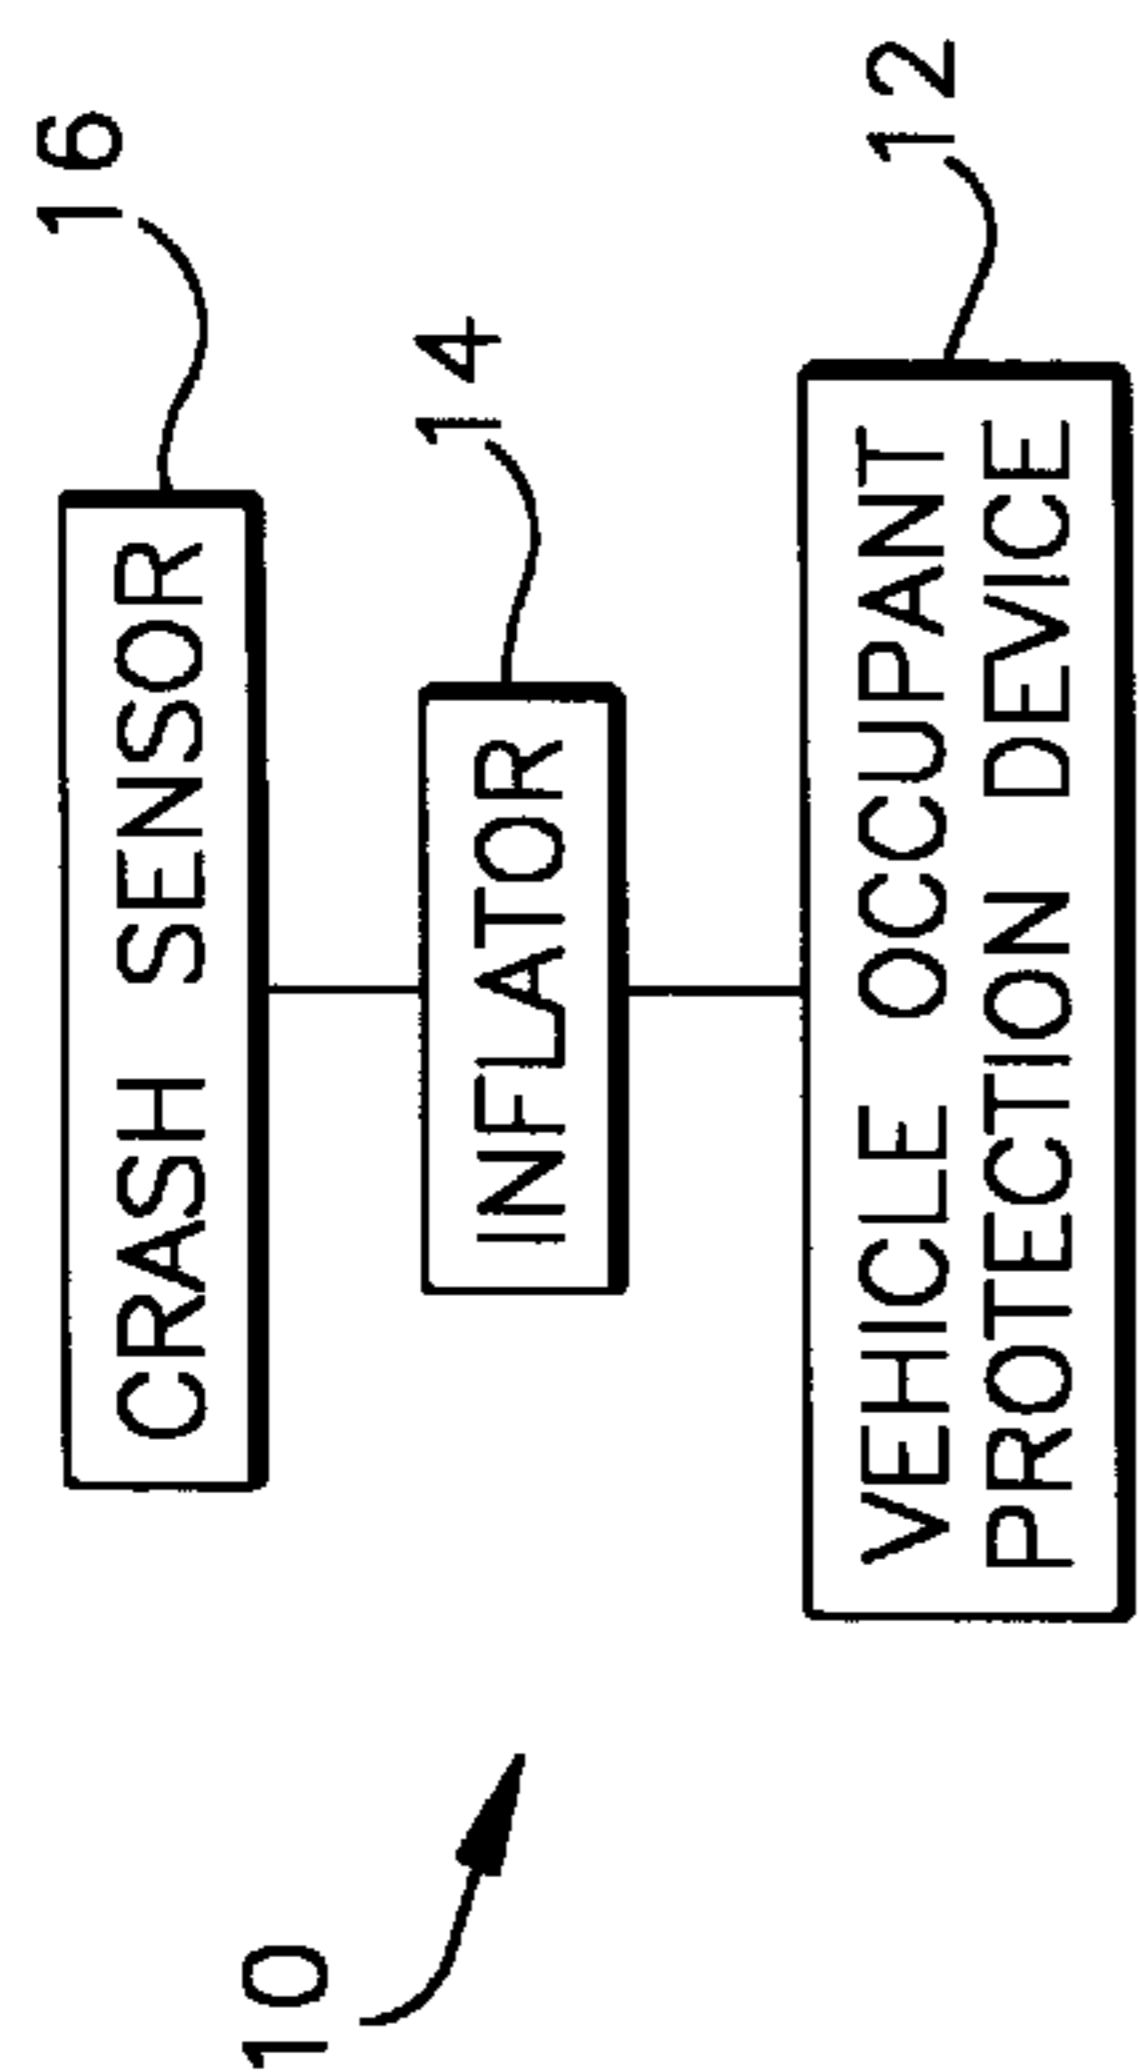 16
CRASH SENSOR
14
INFLATOR
12
VEHICLE OCCUPANT
PROTECTION DEVICE
10